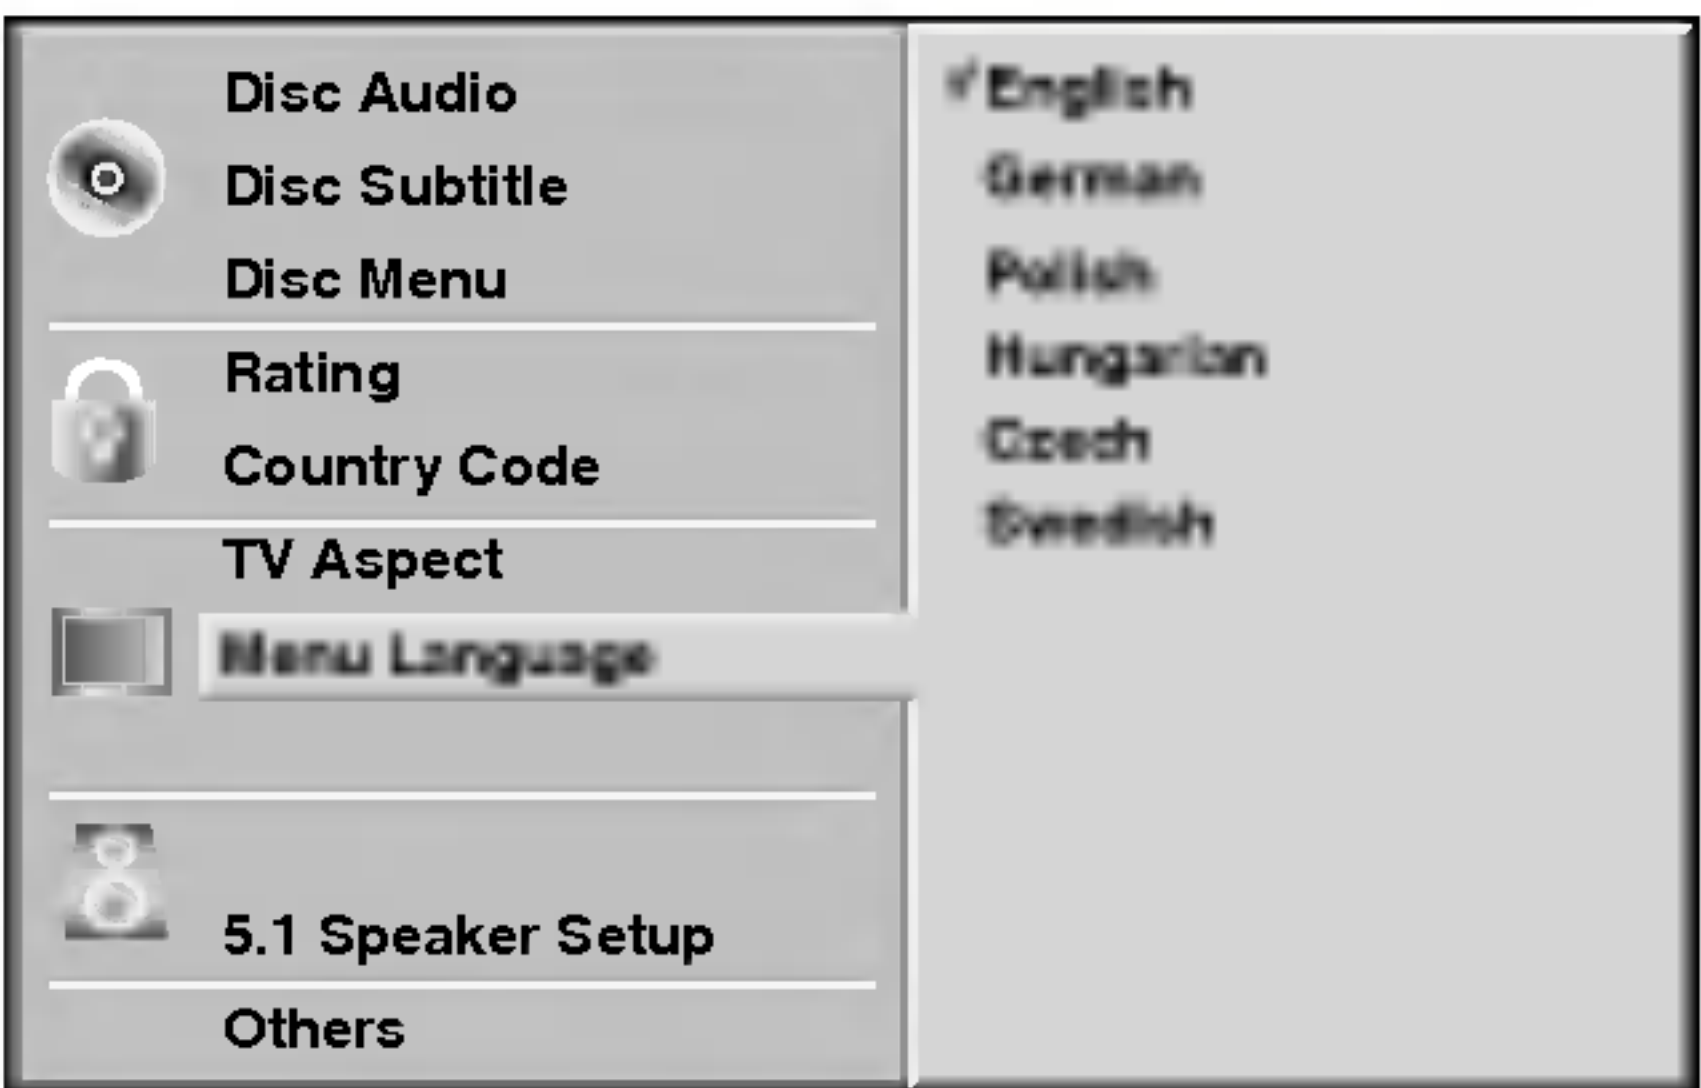 Disc Audio
Disc Subtitle
Disc Menu
Rating
Country Code
TV Aspect
Menu Language
5.1 Speaker Setup
Others
✓English
German
Polish
Hungarian
Czech
Swedish